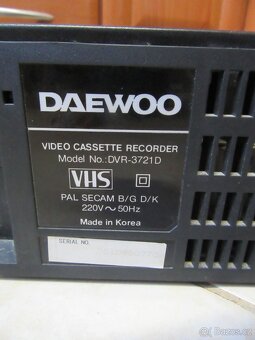 DAEWOO
VIDEO CASSETTE RECORDER
Model No.:DVR-3721D
VHS
PAL SECAM B/G D/K
220V~50Hz
Made in Korea
SERIAL NO.